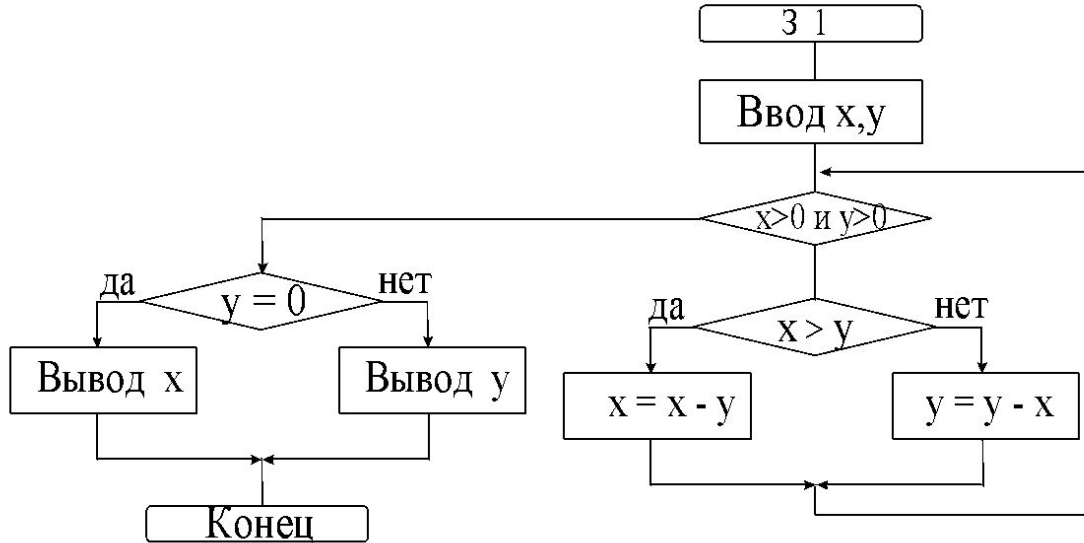 З 1
Ввод х,у
х>0 и у>0
да
у = 0
нет
Вывод х
Вывод у
да
х > у
нет
х = х - у
у = у - х
Конец